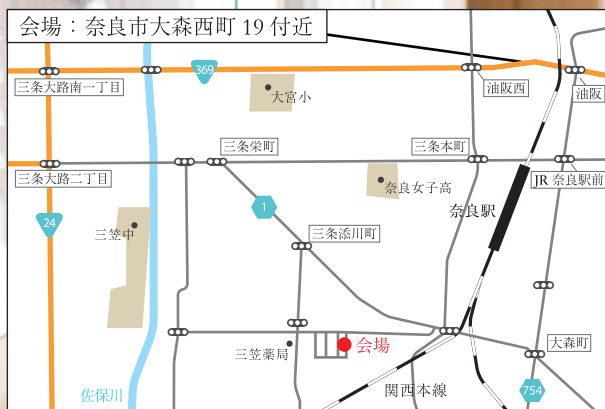 会場：奈良市大森西町 19 付近
369
三条大路南一丁目
大宮小
油阪西
油阪
三条栄町
三条本町
三条大路二丁目
奈良女子高
JR 奈良駅前
1
奈良駅
24
三笠中
三条添川町
三笠薬局
会場
大森町
佐保川
関西本線
754